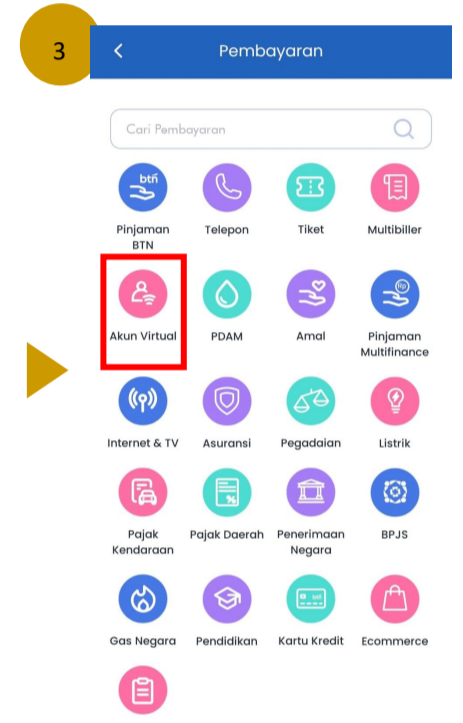 3
Pembayaran
Cari Pembayaran
btn
Pinjaman
BTN
Telepon
Tiket
Multibiller
Rp
Akun Virtual
PDAM
Amal
Pinjaman
Multifinance
Internet & TV
Asuransi
Pegadaian
Listrik
%
Pajak
Kendaraan
Pajak Daerah
Penerimaan
Negara
BPJS
Gas Negara
Pendidikan
Kartu Kredit
Ecommerce